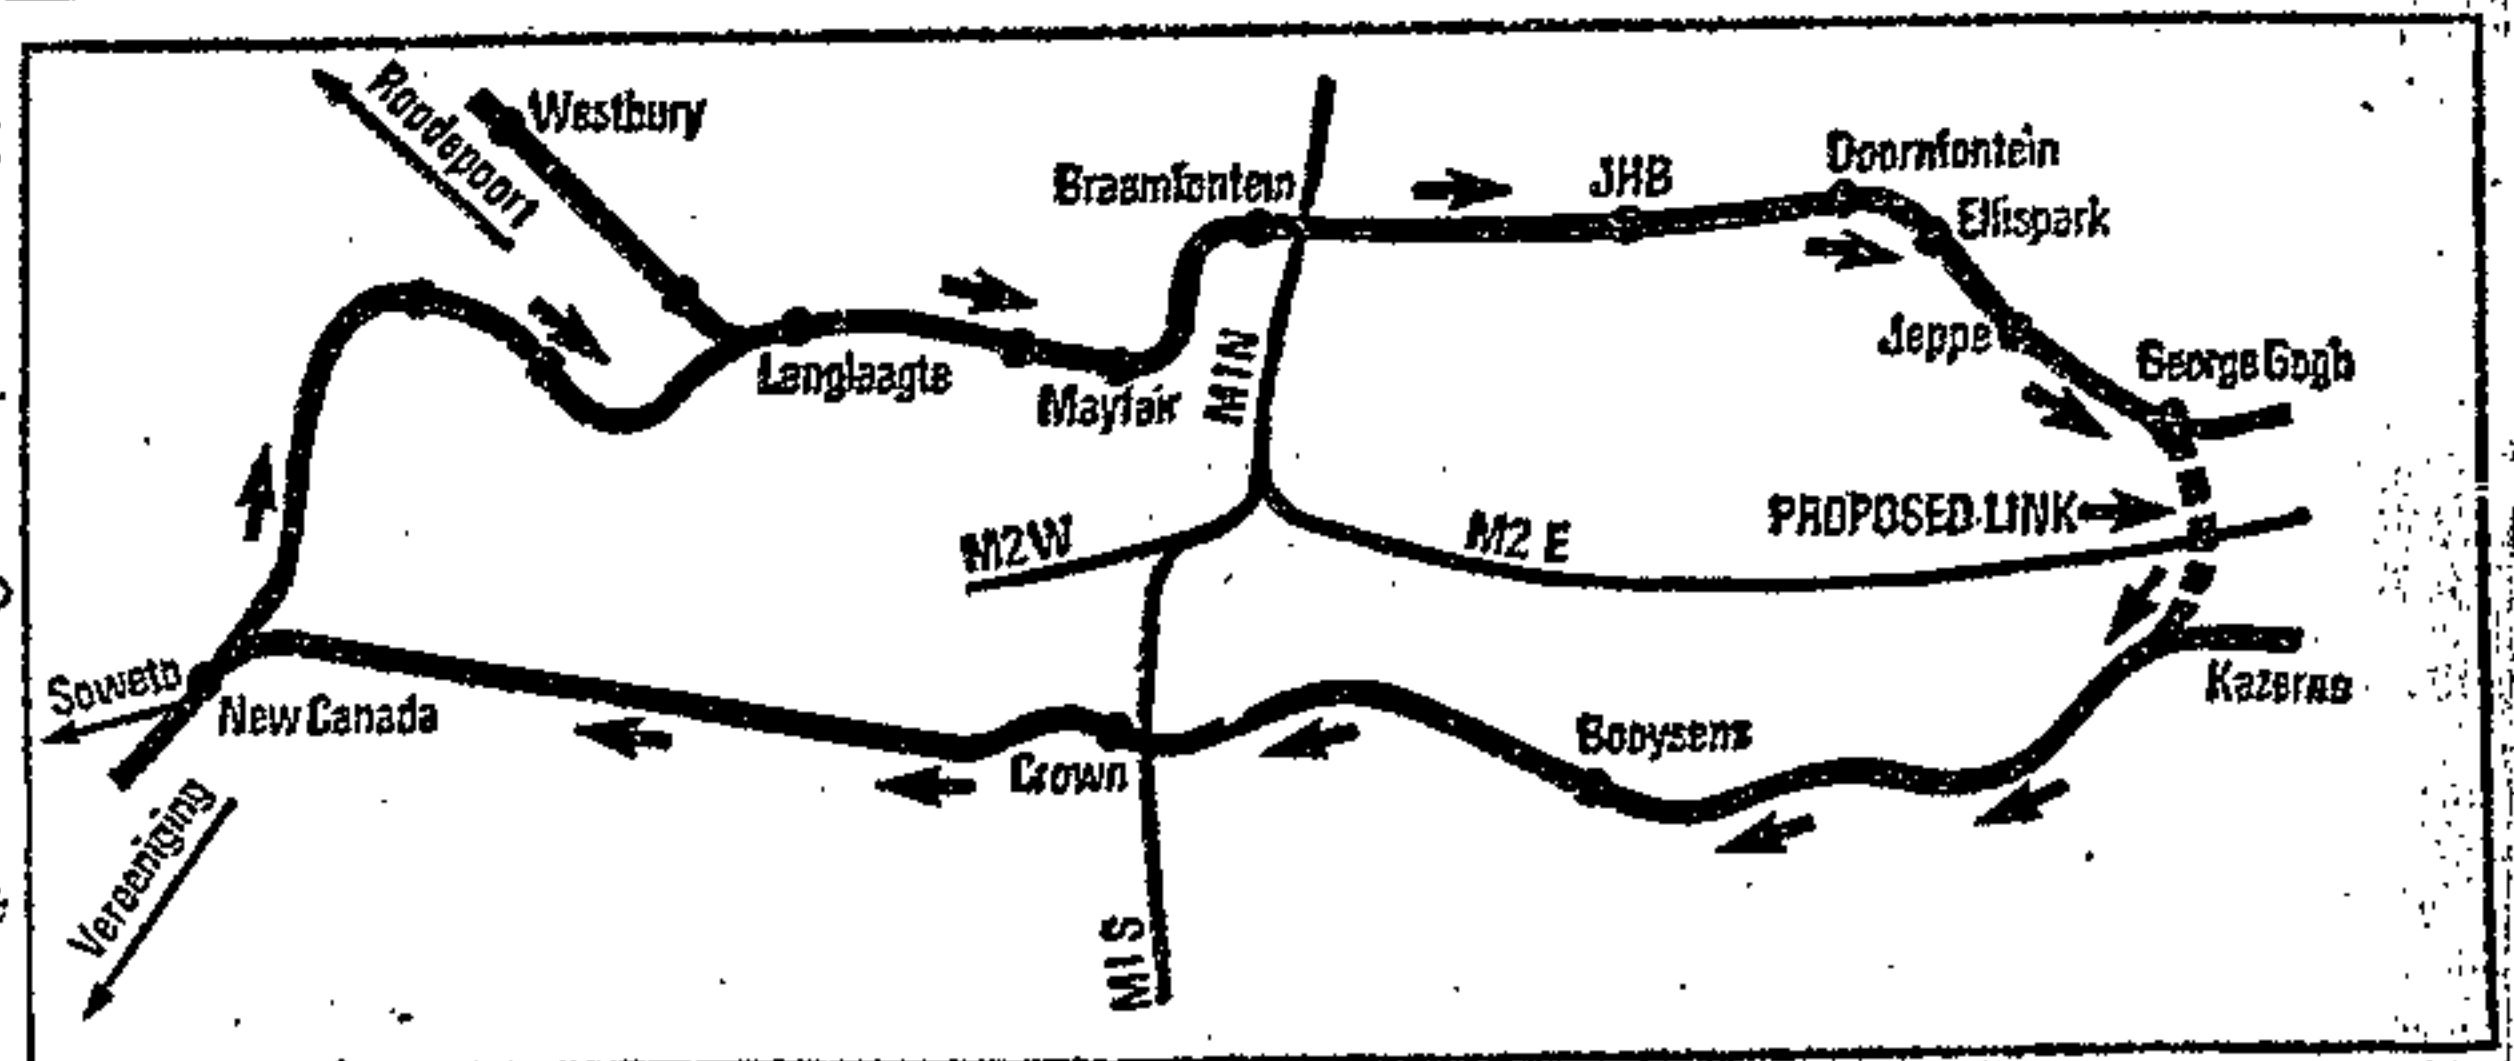 Roodepoort
Westbury
Braamfontein
JHB
Doornfontein
Ellispark
Jeppe
George Goch
Langlaagte
Mayfair
M1N
M2W
M2 E
PROPOSED LINK
Soweto
New Canada
Crown
Booysens
Kazerne
Vereeniging
M1S